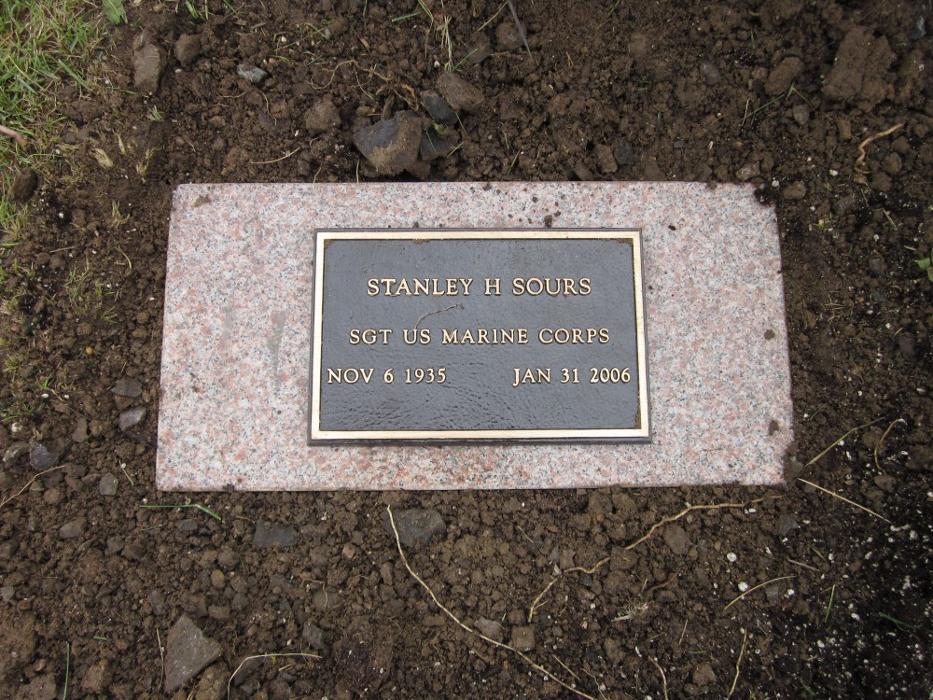 STANLEY H SOURS
SGT US MARINE CORPS
NOV 6 1935 JAN 31 2006